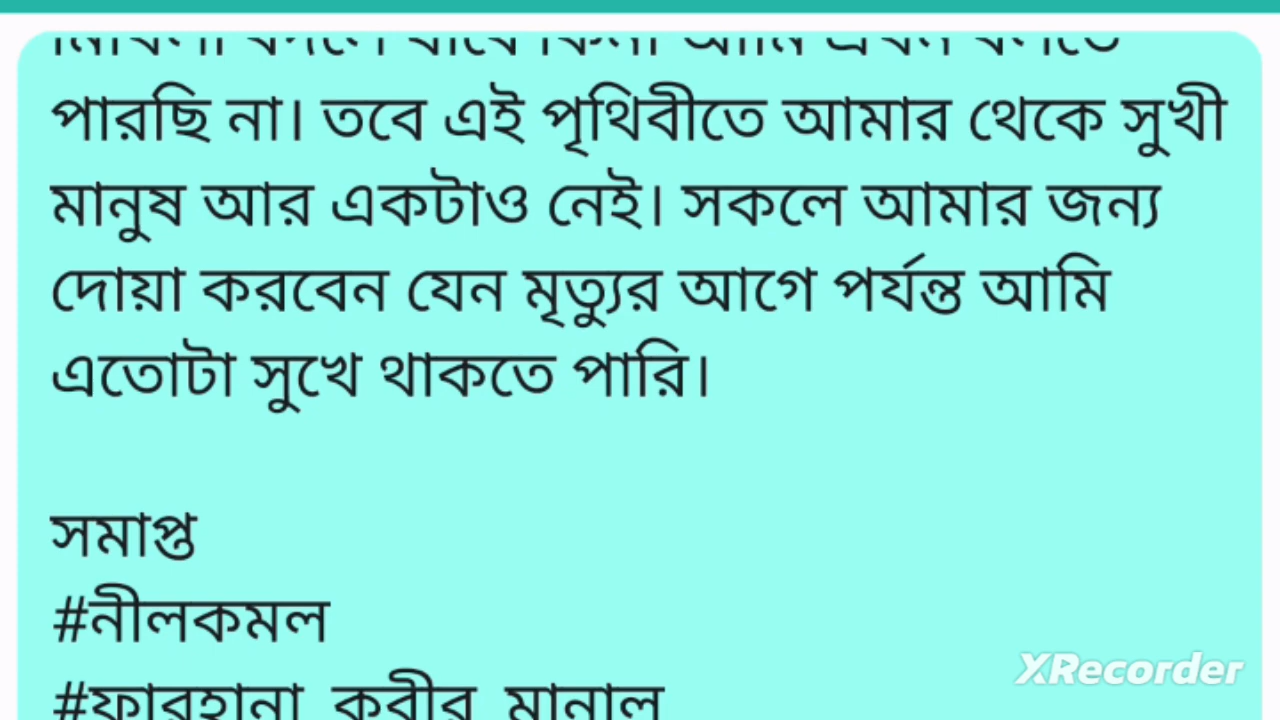 পারছি না। তবে এই পৃথিবীতে আমার থেকে সুখী
মানুষ আর একটাও নেই। সকলে আমার জন্য
দোয়া করবেন যেন মৃত্যুর আগে পর্যন্ত আমি
এতোটা সুখে থাকতে পারি।
সমাপ্ত
#নীলকমল
#ফারহানা_কবীর_মানাল
XRecorder